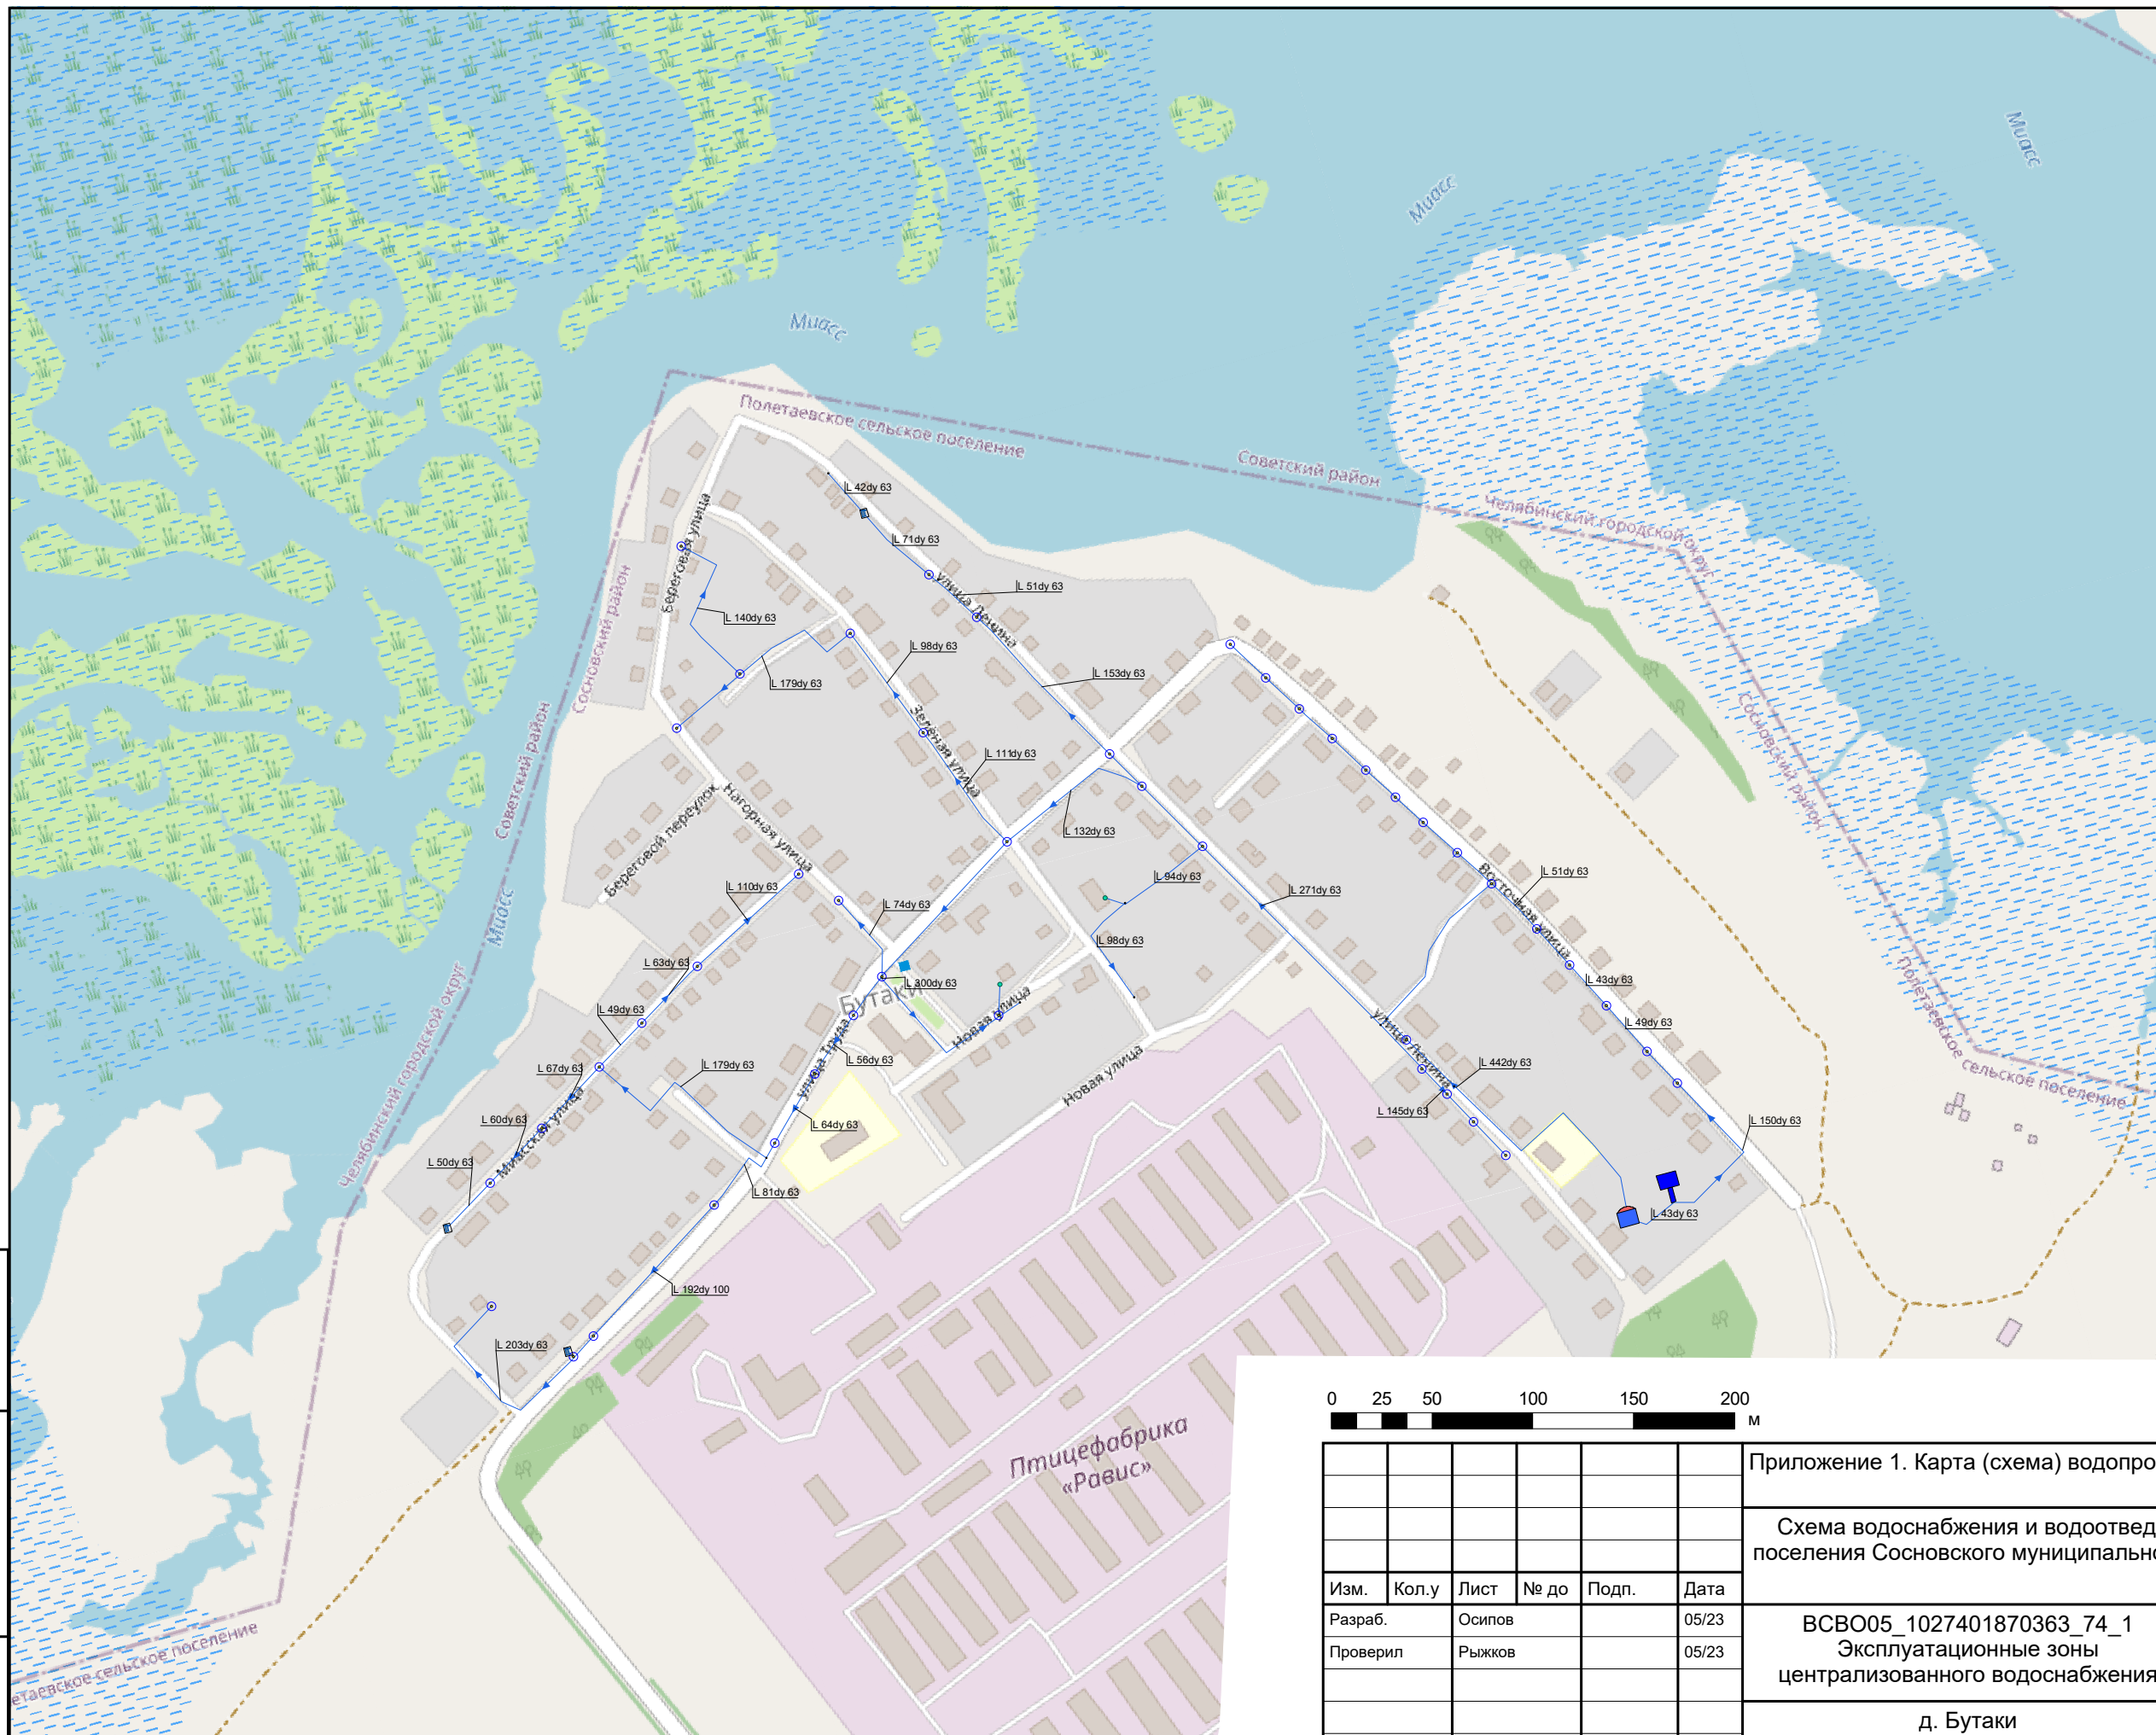 Миасс
Миасс
Миасс
Полетаевское сельское поселение
Советский район
Челябинский городской округ
L 42dy 63
L 71dy 63
L 51dy 63
улица Ленина
Береговая улица
Сосновский район
L 140dy 63
L 98dy 63
L 179dy 63
L 153dy 63
Зелёная улица
Советский район
Сосновский район
L 111dy 63
L 132dy 63
Нагорная улица
Береговой переулок
L 110dy 63
L 94dy 63
L 271dy 63
L 51dy 63
Восточная улица
L 74dy 63
Миасс
L 98dy 63
L 63dy 63
L 300dy 63
Бутаки
Новая улица
L 43dy 63
Полетаевское
сельское поселение
L 49dy 63
L 49dy 63
улица Труда
L 56dy 63
улица Ленина
Челябинский городской округ
L 67dy 63
L 179dy 63
Новая улица
L 442dy 63
L 60dy 63
Миасская улица
L 64dy 63
L 145dy 63
L 150dy 63
L 50dy 63
L 81dy 63
L 43dy 63
L 192dy 100
L 203dy 63
Птицефабрика
«Равис»
етаевское сельское поселение
0 25 50 100 150 200
м
Приложение 1. Карта (схема) водопро
Схема водоснабжения и водоотвед
поселения Сосновского муниципальн
Изм. Кол.у Лист № до Подп. Дата
Разраб. Осипов 05/23
Проверил Рыжков 05/23
ВСВО05_1027401870363_74_1
Эксплуатационные зоны
централизованного водоснабжения
д. Бутаки